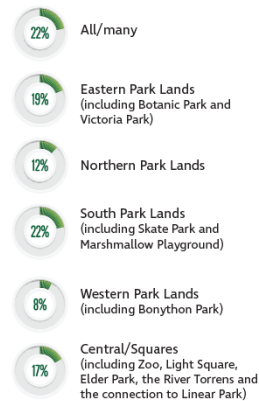 22%
All/many
19%
Eastern Park Lands
(including Botanic Park and
Victoria Park)
12%
Northern Park Lands
22%
South Park Lands
(including Skate Park and
Marshmallow Playground)
8%
Western Park Lands
(including Bonython Park)
17%
Central/Squares
(including Zoo, Light Square,
Elder Park, the River Torrens and
the connection to Linear Park)